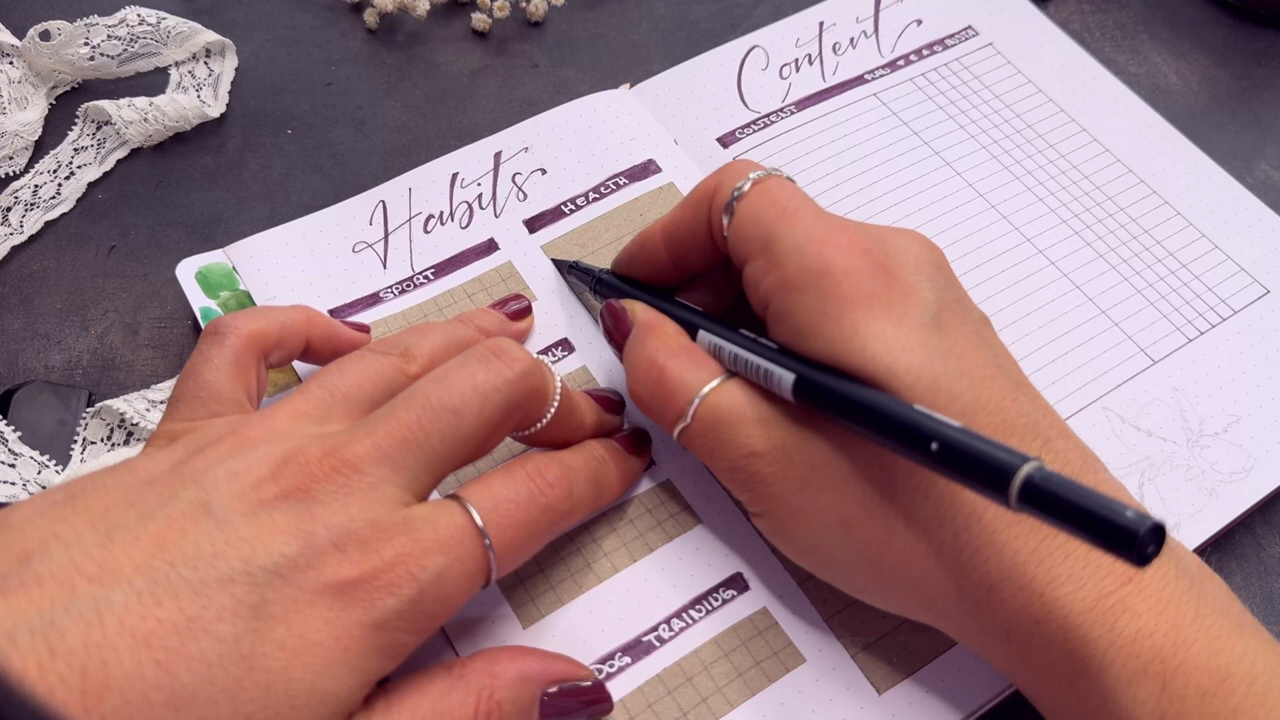 Habits
SPORT
HEALTH
DOG TRAINING
Content
CONTENT